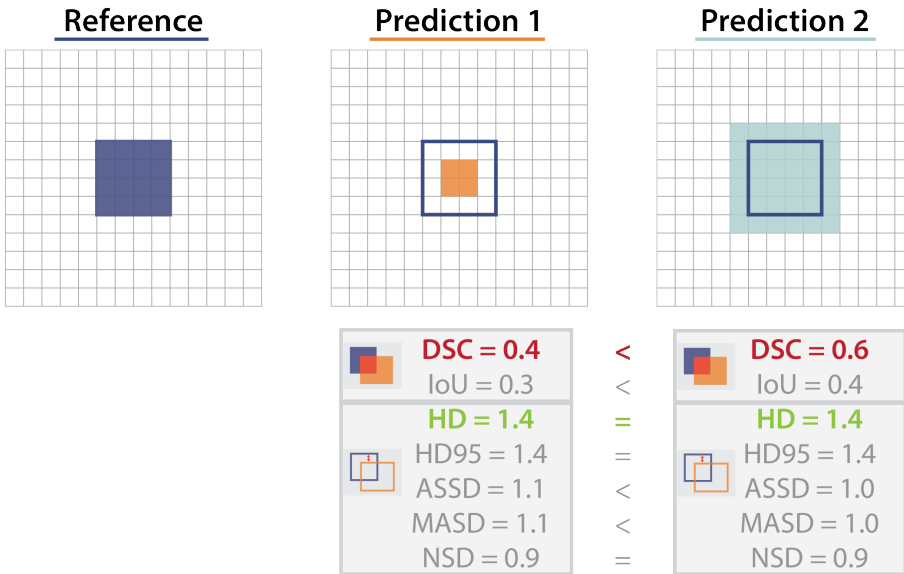 Reference
Prediction 1
Prediction 2
DSC = 0.4 < DSC = 0.6
IoU = 0.3 < IoU = 0.4
HD = 1.4 = HD = 1.4
HD95 = 1.4 = HD95 = 1.4
ASSD = 1.1 < ASSD = 1.0
MASD = 1.1 < MASD = 1.0
NSD = 0.9 = NSD = 0.9